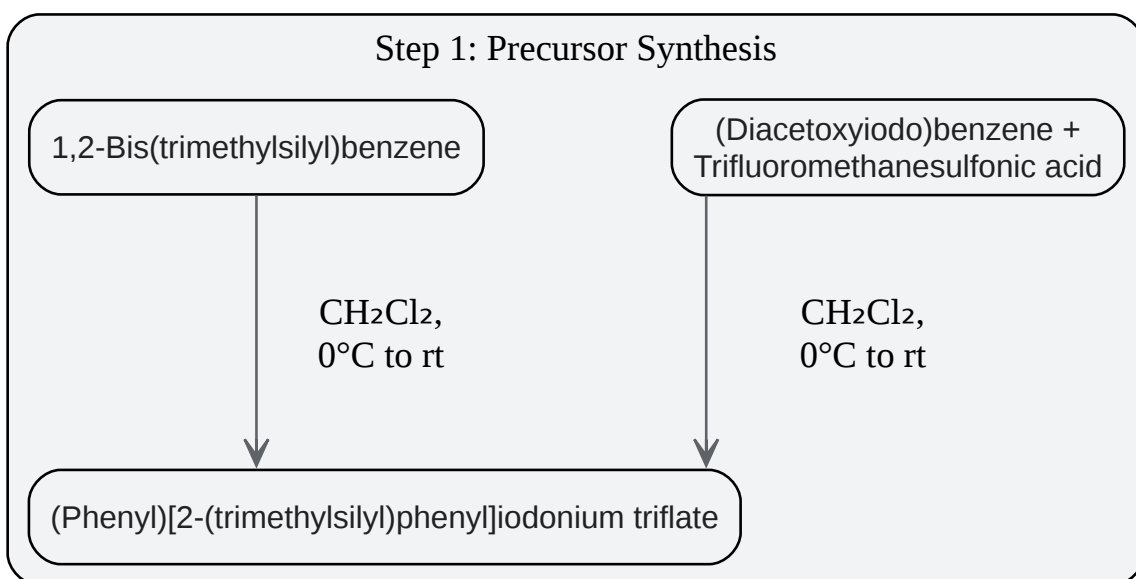 Step 1: Precursor Synthesis
1,2-Bis(trimethylsilyl)benzene
(Diacetoxyiodo)benzene +
Trifluoromethanesulfonic acid
CH₂Cl₂,
0°C to rt
CH₂Cl₂,
0°C to rt
(Phenyl)[2-(trimethylsilyl)phenyl]iodonium triflate